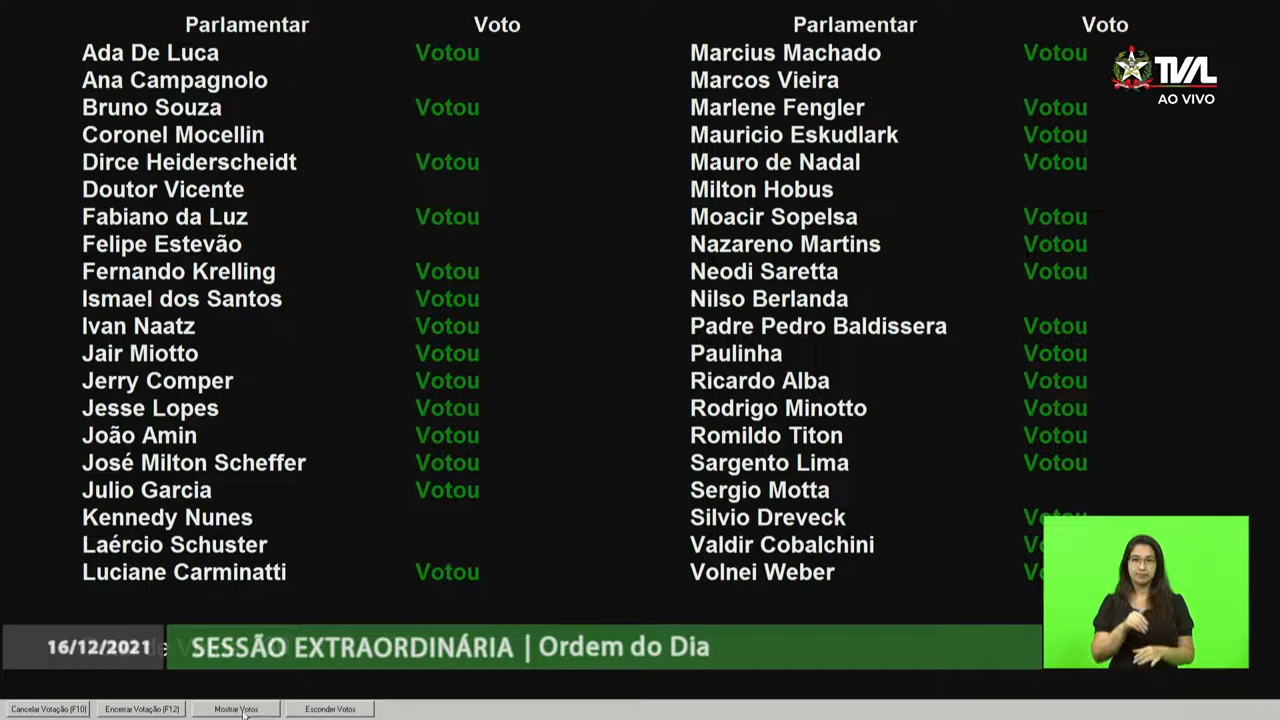 Parlamentar Voto Parlamentar Voto
Ada De Luca Votou Marcius Machado Votou
Ana Campagnolo Marcos Vieira
Bruno Souza Votou Marlene Fengler Votou
Coronel Mocellin Mauricio Eskudlark Votou
Dirce Heiderscheidt Votou Mauro de Nadal Votou
Doutor Vicente Milton Hobus
Fabiano da Luz Votou Moacir Sopelsa Votou
Felipe Estevão Nazareno Martins Votou
Fernando Krelling Votou Neodi Saretta Votou
Ismael dos Santos Votou Nilso Berlanda
Ivan Naatz Votou Padre Pedro Baldissera Votou
Jair Miotto Votou Paulinha Votou
Jerry Comper Votou Ricardo Alba Votou
Jesse Lopes Votou Rodrigo Minotto Votou
João Amin Votou Romildo Titon Votou
José Milton Scheffer Votou Sargento Lima Votou
Julio Garcia Votou Sergio Motta
Kennedy Nunes Silvio Dreveck Votou
Laércio Schuster Valdir Cobalchini
Luciane Carminatti Votou Volnei Weber
TVAL
AO VIVO
16/12/2021 SESSÃO EXTRAORDINÁRIA | Ordem do Dia
Cancelar Votação (F10) Encerrar Votação (F12) Mostrar Votos Esconder Votos